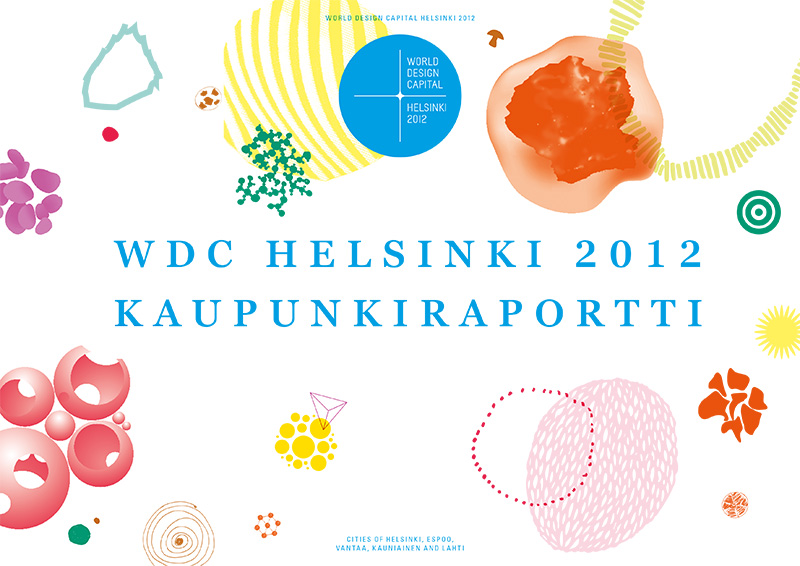 WORLD DESIGN CAPITAL HELSINKI 2012
WORLD
DESIGN
CAPITAL
HELSINKI
2012
WDC HELSINKI 2012
KAUPUNKIRAPORTTI
CITIES OF HELSINKI, ESPOO,
VANTAA, KAUNIAINEN AND LAHTI